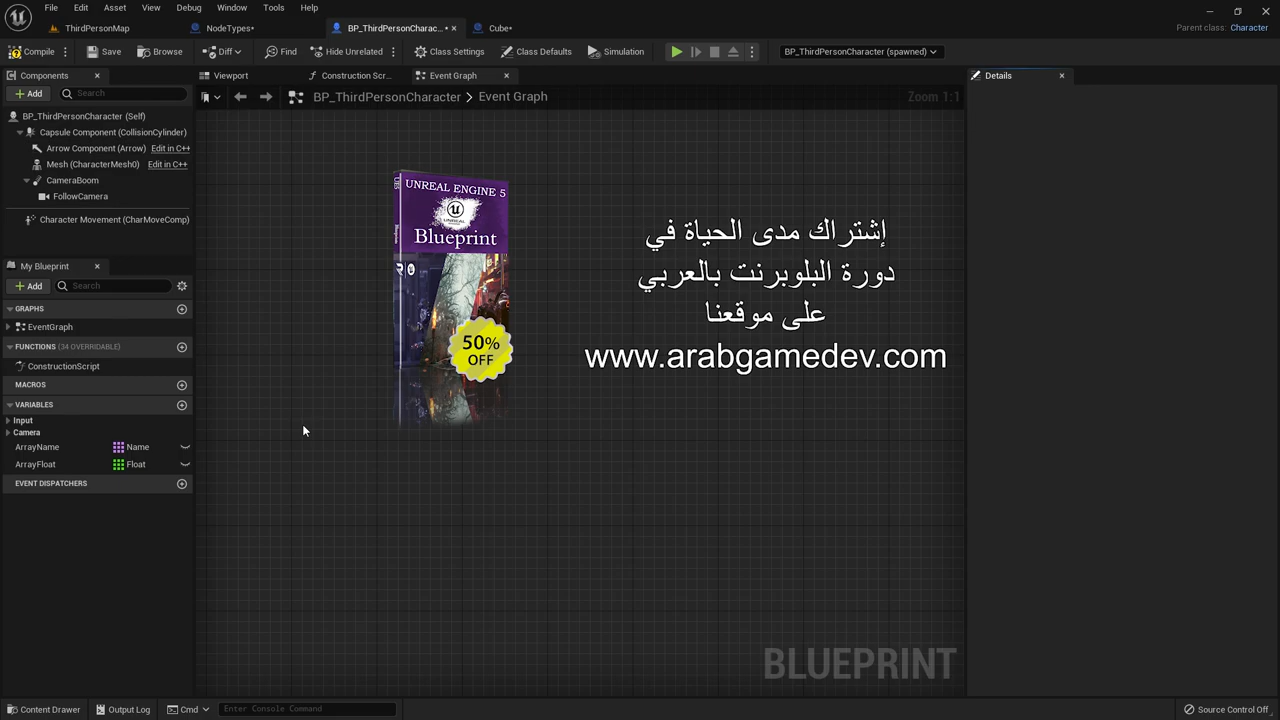 File Edit Asset View Debug Window Tools Help
ThirdPersonMap NodeTypes* BP_ThirdPersonCharac... * Cube*
Parent class: Character
Compile Save Browse Diff Find Hide Unrelated Class Settings Class Defaults Simulation BP_ThirdPersonCharacter (spawned)
Components Viewport Construction Scr... Event Graph Details
Add Search
BP_ThirdPersonCharacter > Event Graph Zoom 1:1
BP_ThirdPersonCharacter (Self)
Capsule Component (CollisionCylinder)
Arrow Component (Arrow) Edit in C++
Mesh (CharacterMesh0) Edit in C++
CameraBoom
FollowCamera
Character Movement (CharMoveComp)
My Blueprint
Add Search
GRAPHS
EventGraph
FUNCTIONS (34 OVERRIDABLE)
ConstructionScript
MACROS
VARIABLES
Input
Camera
ArrayName Name
ArrayFloat Float
EVENT DISPATCHERS
UNREAL ENGINE 5
UNREAL
Blueprint
50%
OFF
إشتراك مدى الحياة في
دورة البلوبرنت بالعربي
على موقعنا
www.arabgamedev.com
BLUEPRINT
Content Drawer Output Log Cmd Enter Console Command Source Control Off